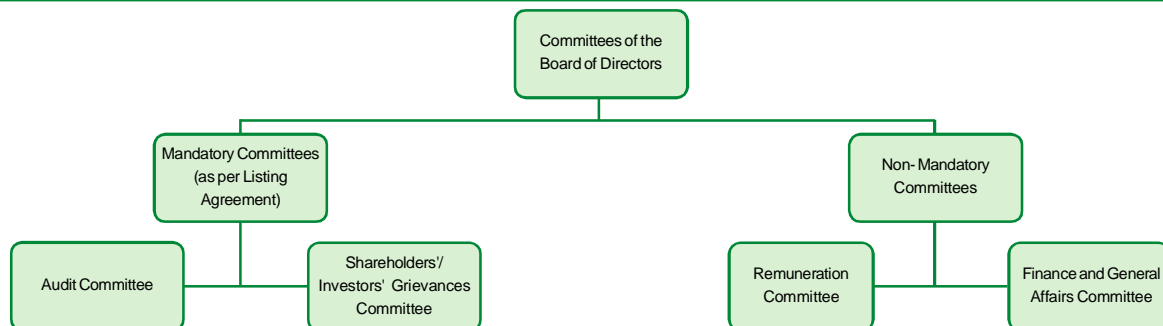 Committees of the
Board of Directors
Mandatory Committees
(as per Listing
Agreement)
Non- Mandatory
Committees
Audit Committee
Shareholders'/
Investors' Grievances
Committee
Remuneration
Committee
Finance and General
Affairs Committee